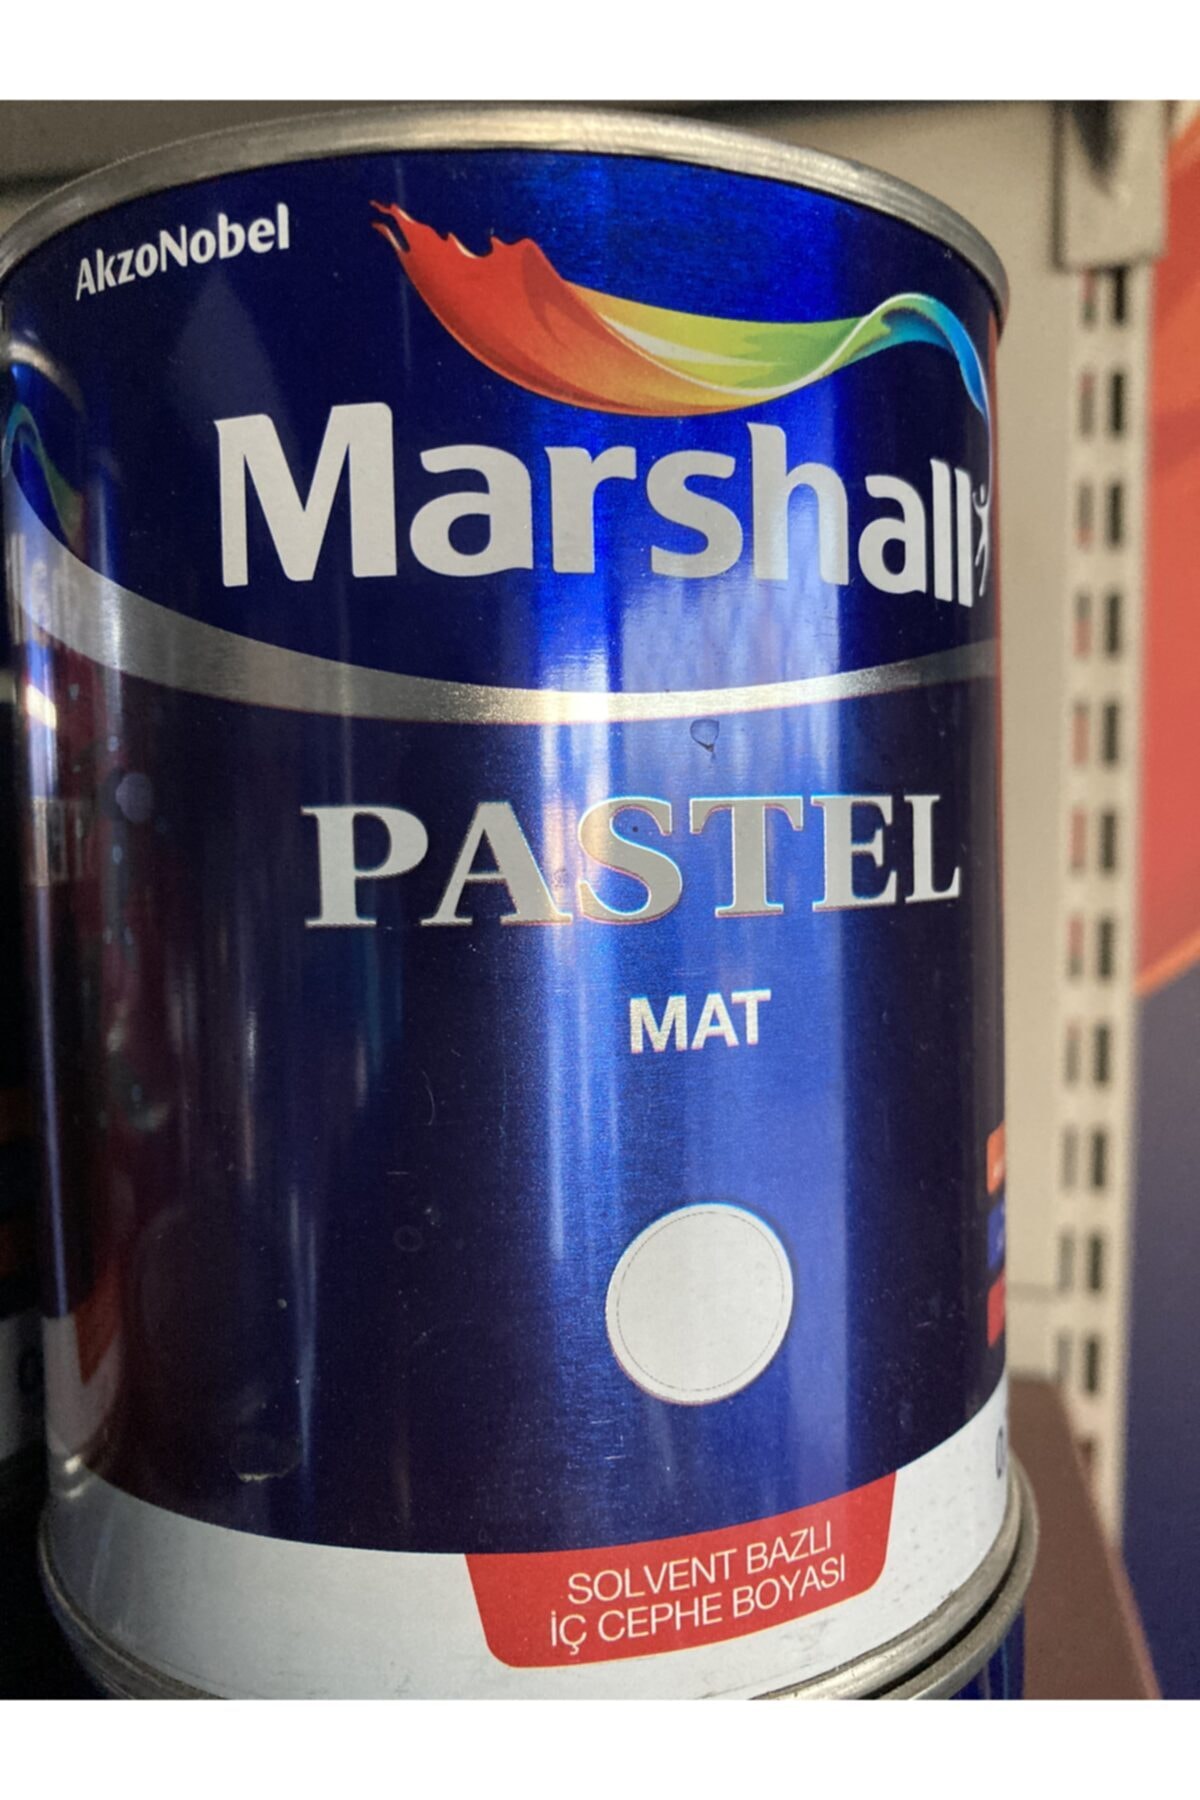 AkzoNobel
Marshall
PASTEL
MAT
SOLVENT BAZLI
İÇ CEPHE BOYASI